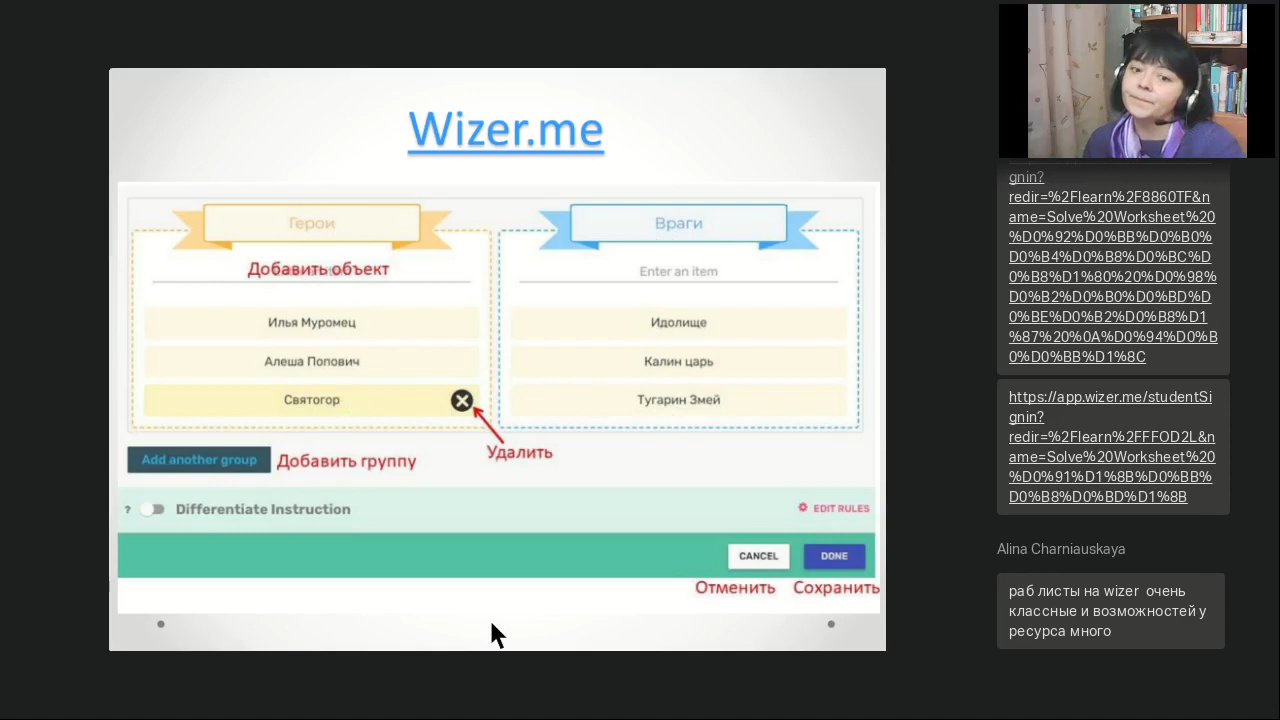 Wizer.me
Герои
Враги
Добавить объект
Enter an item
Илья Муромец
Идолище
Алеша Попович
Калин царь
Святогор
Тугарин Змей
Удалить
Add another group
Добавить группу
? Differentiate Instruction
EDIT RULES
CANCEL
DONE
Отменить
Сохранить
gnin?
redir=%2Flearn%2F8860TF&n
ame=Solve%20Worksheet%20
%D0%92%D0%BB%D0%B0%
D0%B4%D0%B8%D0%BC%D
0%B8%D1%80%20%D0%98%
D0%B2%D0%B0%D0%BD%D
0%BE%D0%B2%D0%B8%D1
%87%20%0A%D0%94%D0%B
0%D0%BB%D1%8C
https://app.wizer.me/studentSi
gnin?
redir=%2Flearn%2FFFOD2L&n
ame=Solve%20Worksheet%20
%D0%91%D1%8B%D0%BB%
D0%B8%D0%BD%D1%8B
Alina Charniauskaya
раб листы на wizer очень
классные и возможностей у
ресурса много